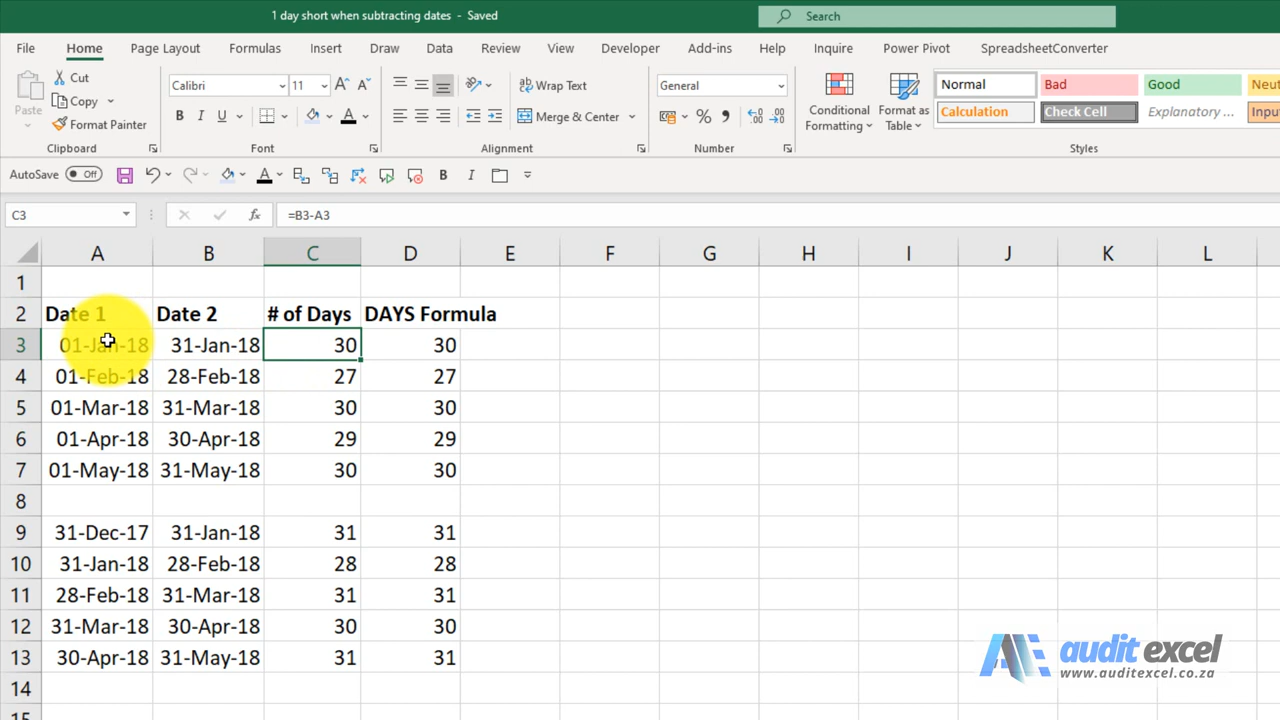 1 day short when subtracting dates - Saved
Search
File Home Page Layout Formulas Insert Draw Data Review View Developer Add-ins Help Inquire Power Pivot SpreadsheetConverter
Paste
Cut
Copy
Format Painter
Calibri 11
B I U
Wrap Text
Merge & Center
General
Conditional Formatting
Format as Table
Normal Bad Good Neut
Calculation Check Cell Explanatory ... Input
Clipboard Font Alignment Number Styles
AutoSave Off
C3 fx =B3-A3
A B C D E F G H I J K L
1
2 Date 1 Date 2 # of Days DAYS Formula
3 01-Jan-18 31-Jan-18 30 30
4 01-Feb-18 28-Feb-18 27 27
5 01-Mar-18 31-Mar-18 30 30
6 01-Apr-18 30-Apr-18 29 29
7 01-May-18 31-May-18 30 30
8
9 31-Dec-17 31-Jan-18 31 31
10 31-Jan-18 28-Feb-18 28 28
11 28-Feb-18 31-Mar-18 31 31
12 31-Mar-18 30-Apr-18 30 30
13 30-Apr-18 31-May-18 31 31
14
15
audit excel
www.auditexcel.co.za